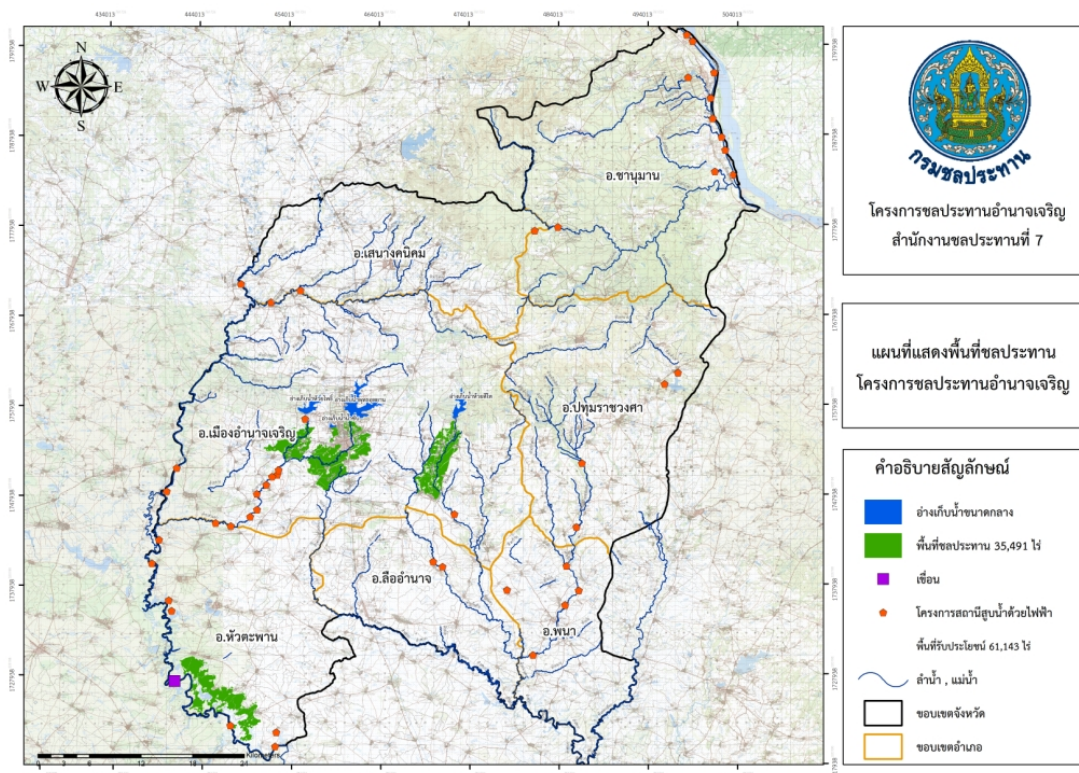 434013 444013 454013 464013 474013 484013 494013 504013
N
W E
S
1797938
1787938
1777938
1767938
1757938
1747938
1737938
1727938
อ.ชานุมาน
อ.เสนางคนิคม
อ.ปทุมราชวงศา
อ.เมืองอำนาจเจริญ
อ.ลืออำนาจ
อ.พนา
อ.หัวตะพาน
0 3 6 12 18 24
กรมชลประทาน
โครงการชลประทานอำนาจเจริญ
สำนักงานชลประทานที่ 7
แผนที่แสดงพื้นที่ชลประทาน
โครงการชลประทานอำนาจเจริญ
คำอธิบายสัญลักษณ์
อ่างเก็บน้ำขนาดกลาง
พื้นที่ชลประทาน 35,491 ไร่
เขื่อน
โครงการสถานีสูบน้ำด้วยไฟฟ้า
พื้นที่รับประโยชน์ 61,143 ไร่
ลำน้ำ , แม่น้ำ
ขอบเขตจังหวัด
ขอบเขตอำเภอ